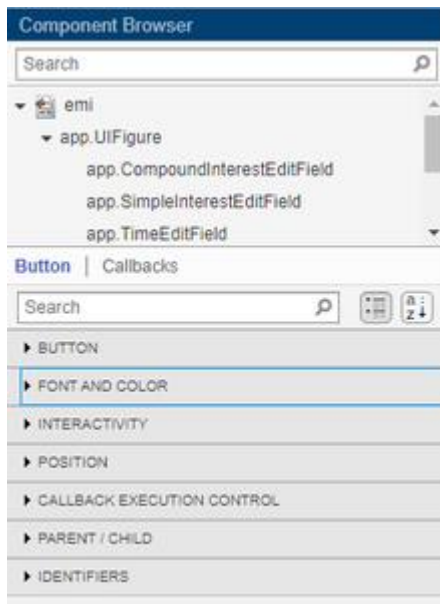 Component Browser
Search
emi
app.UIFigure
app.CompoundInterestEditField
app.SimpleInterestEditField
app.TimeEditField
Button | Callbacks
Search
a z
BUTTON
FONT AND COLOR
INTERACTIVITY
POSITION
CALLBACK EXECUTION CONTROL
PARENT / CHILD
IDENTIFIERS